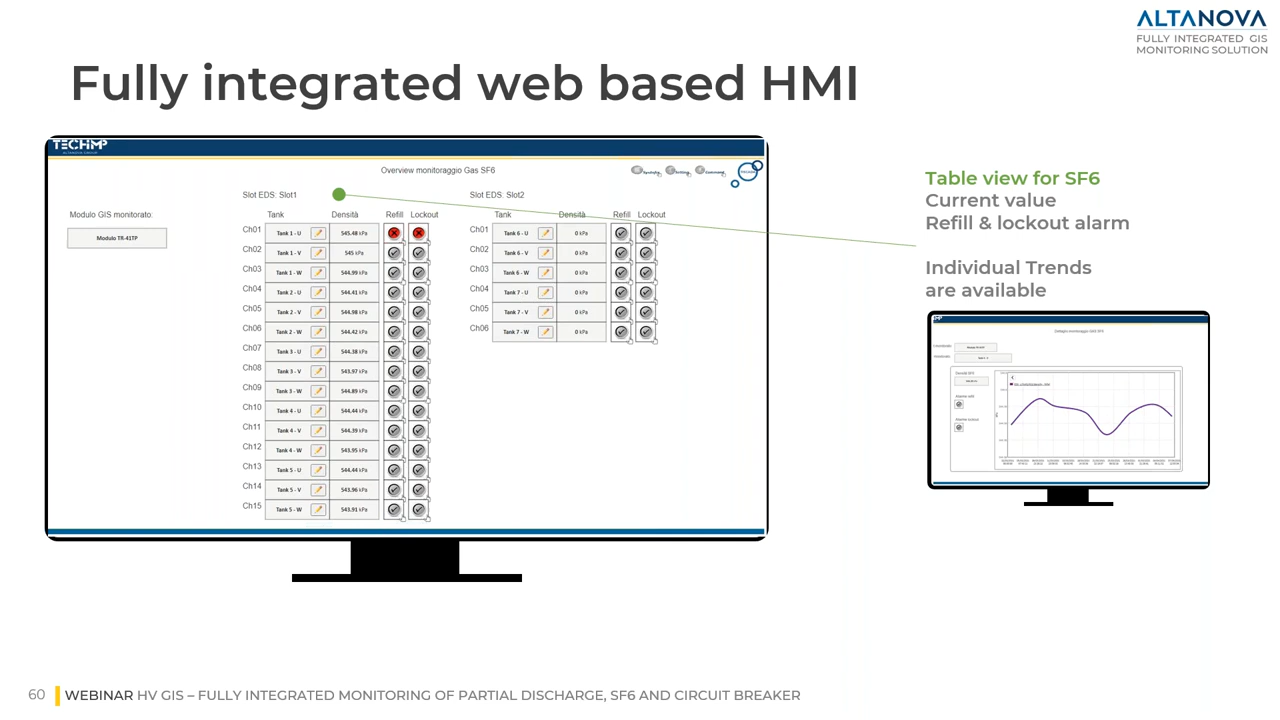 ALTANOVA
FULLY INTEGRATED GIS
MONITORING SOLUTION
Fully integrated web based HMI
TECHIMP
ALTANOVA GROUP
Overview monitoraggio Gas SF6
Slot EDS: Slot1
Slot EDS: Slot2
Modulo GIS monitorato:
Modulo TR-41TP
Tank Densità Refill Lockout
Ch01 Tank 1 - U 545.48 kPa
Ch02 Tank 1 - V 545 kPa
Ch03 Tank 1 - W 544.99 kPa
Ch04 Tank 2 - U 544.41 kPa
Ch05 Tank 2 - V 544.98 kPa
Ch06 Tank 2 - W 544.42 kPa
Ch07 Tank 3 - U 544.38 kPa
Ch08 Tank 3 - V 543.97 kPa
Ch09 Tank 3 - W 544.89 kPa
Ch10 Tank 4 - U 544.44 kPa
Ch11 Tank 4 - V 544.39 kPa
Ch12 Tank 4 - W 543.95 kPa
Ch13 Tank 5 - U 544.44 kPa
Ch14 Tank 5 - V 543.96 kPa
Ch15 Tank 5 - W 543.91 kPa
Tank Densità Refill Lockout
Ch01 Tank 6 - U 0 kPa
Ch02 Tank 6 - V 0 kPa
Ch03 Tank 6 - W 0 kPa
Ch04 Tank 7 - U 0 kPa
Ch05 Tank 7 - V 0 kPa
Ch06 Tank 7 - W 0 kPa
Table view for SF6
Current value
Refill & lockout alarm
Individual Trends
are available
Dettaglio monitoraggio GAS SF6
60 WEBINAR HV GIS – FULLY INTEGRATED MONITORING OF PARTIAL DISCHARGE, SF6 AND CIRCUIT BREAKER